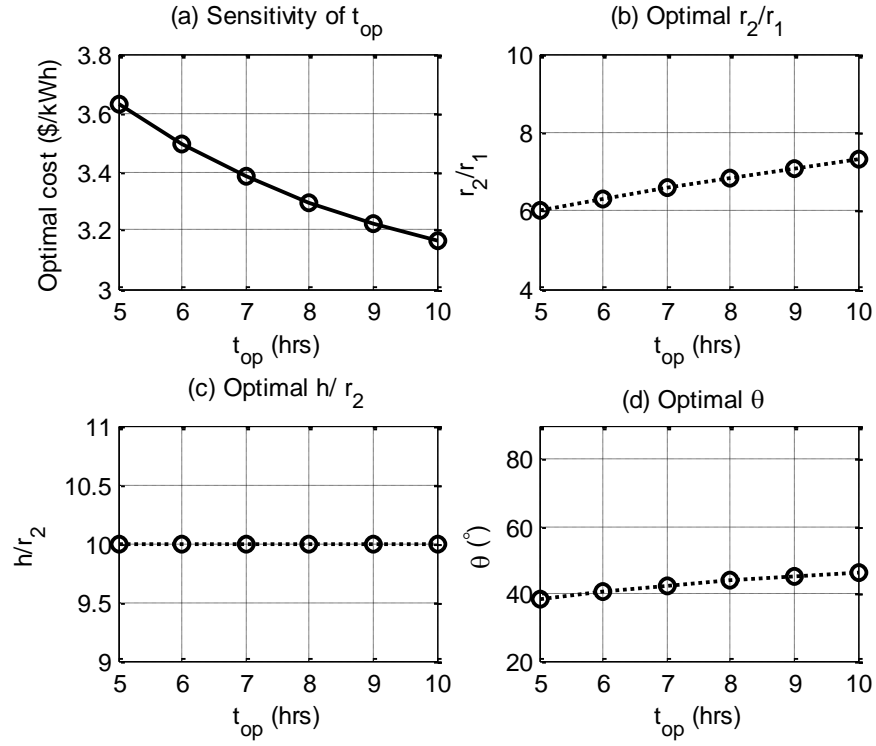 (a) Sensitivity of t_op
Optimal cost ($/kWh)
3.8
3.6
3.4
3.2
3
5 6 7 8 9 10
t_op (hrs)
(b) Optimal r_2/r_1
r_2/r_1
10
8
6
4
5 6 7 8 9 10
t_op (hrs)
(c) Optimal h/ r_2
h/r_2
11
10.5
10
9.5
9
5 6 7 8 9 10
t_op (hrs)
(d) Optimal θ
θ (°)
80
60
40
20
5 6 7 8 9 10
t_op (hrs)